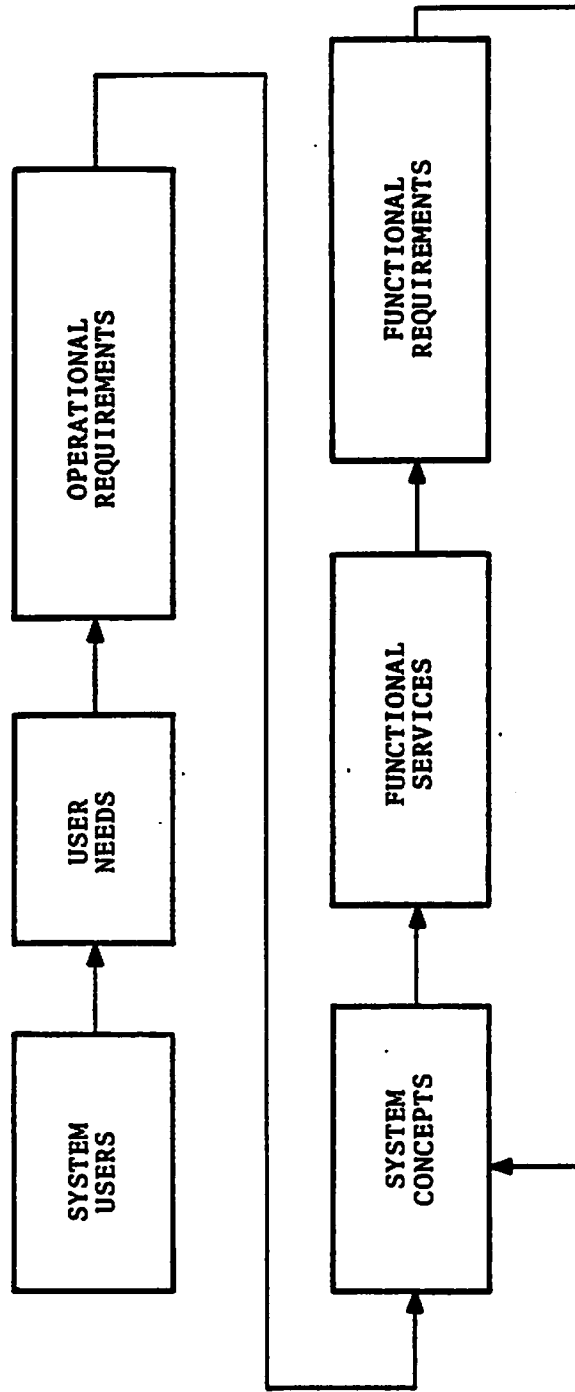 SYSTEM
USERS
USER
NEEDS
OPERATIONAL
REQUIREMENTS
SYSTEM
CONCEPTS
FUNCTIONAL
SERVICES
FUNCTIONAL
REQUIREMENTS